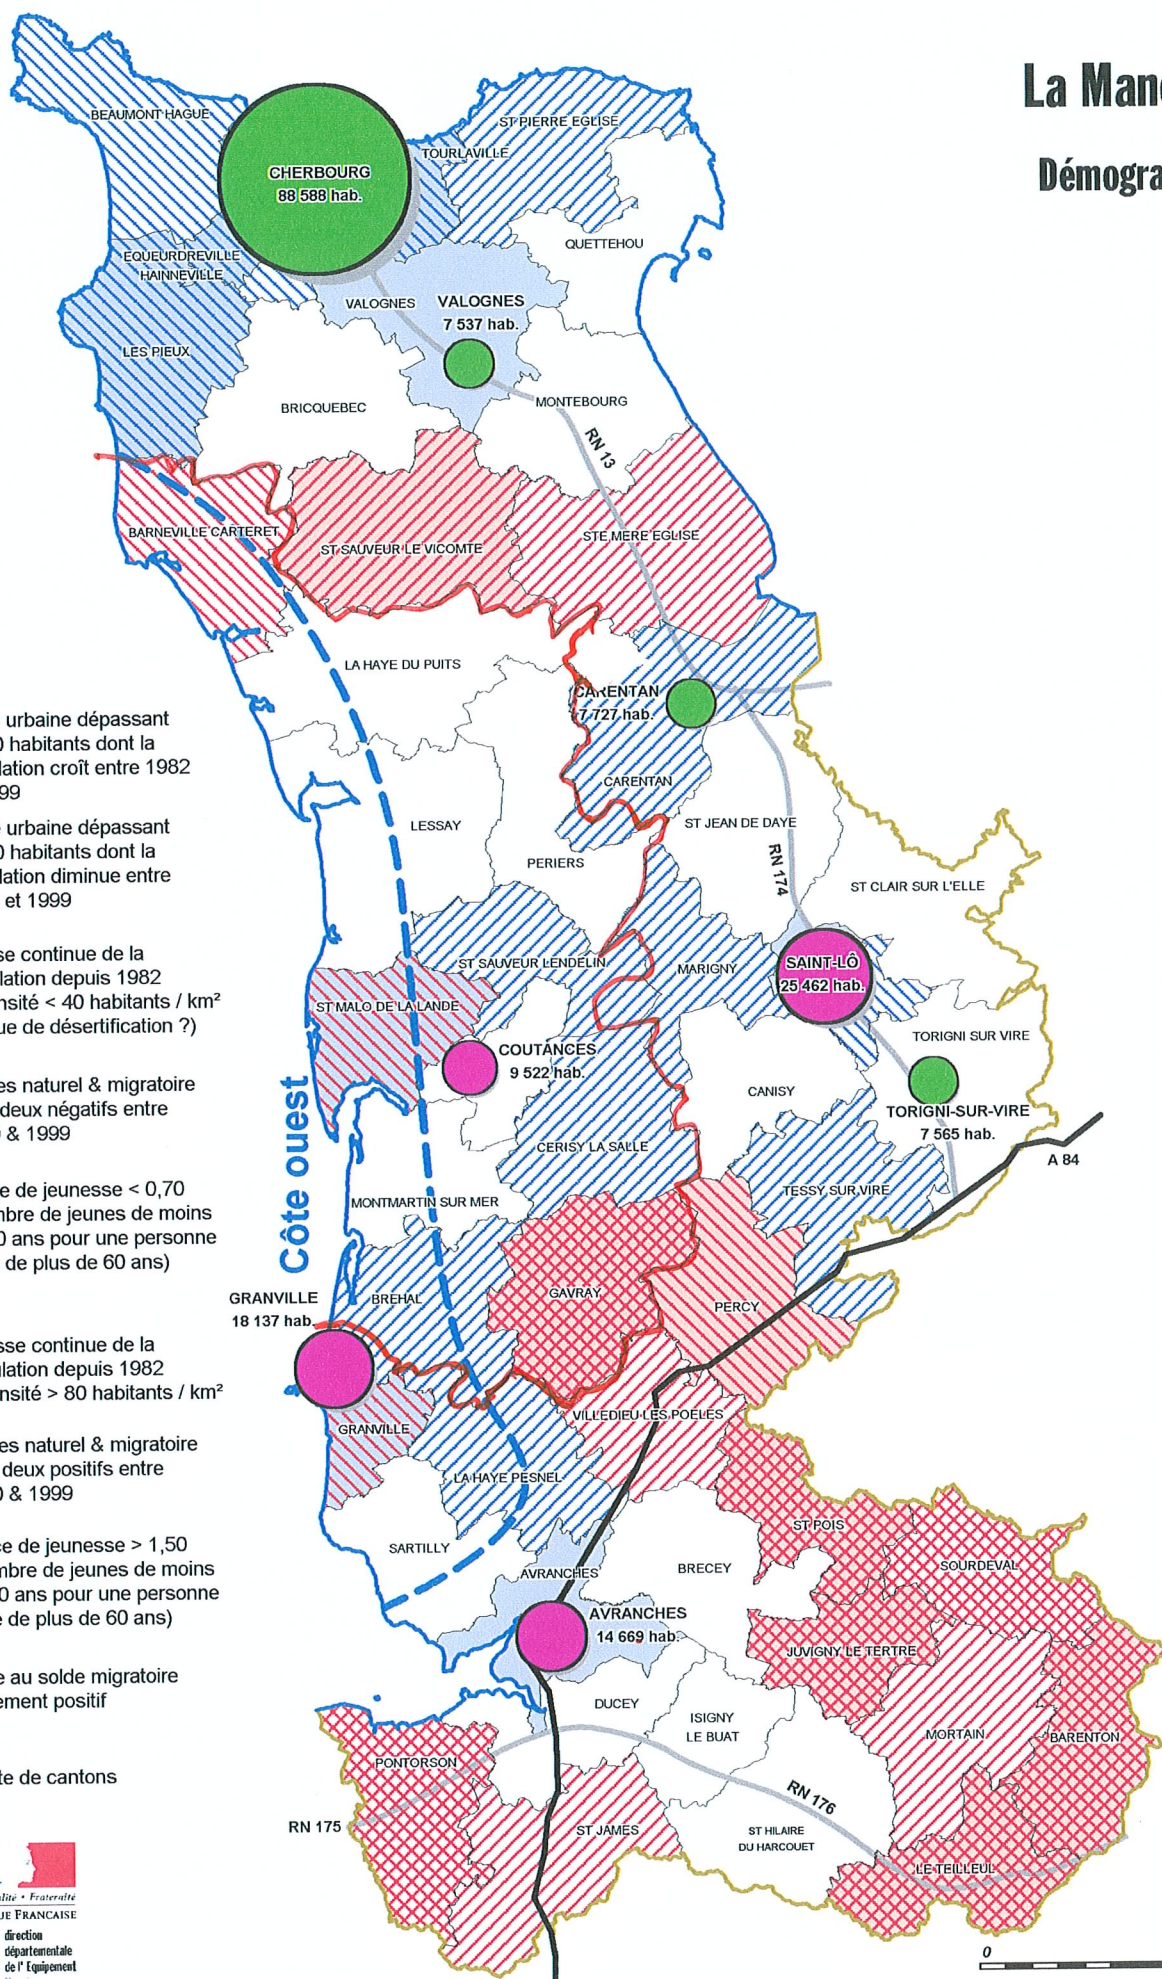 La Man
Démogra
BEAUMONT HAGUE
ST PIERRE EGLISE
TOURLAVILLE
CHERBOURG
88 588 hab.
QUETTEHOU
EQUEURDREVILLE
HAINNEVILLE
VALOGNES
VALOGNES
7 537 hab.
LES PIEUX
BRICQUEBEC
MONTEBOURG
RN 13
BARNEVILLE CARTERET
ST SAUVEUR LE VICOMTE
STE MERE EGLISE
LA HAYE DU PUITS
CARENTAN
7 727 hab.
CARENTAN
LESSAY
PERIERS
ST JEAN DE DAYE
RN 174
ST CLAIR SUR L'ELLE
ST SAUVEUR LENDELIN
MARIGNY
SAINT-LÔ
25 462 hab.
ST MALO DE LA LANDE
COUTANCES
9 522 hab.
TORIGNI SUR VIRE
CANISY
TORIGNI-SUR-VIRE
7 565 hab.
A 84
CERISY LA SALLE
TESSY SUR VIRE
MONTMARTIN SUR MER
Côte ouest
GRANVILLE
18 137 hab.
BREHAL
GAVRAY
PERCY
GRANVILLE
VILLEDIEU LES POELES
LA HAYE PESNEL
SARTILLY
ST POIS
SOURDEVAL
AVRANCHES
BRECEY
AVRANCHES
14 669 hab.
JUVIGNY LE TERTRE
DUCEY
ISIGNY
LE BUAT
MORTAIN
BARENTON
PONTORSON
RN 175
RN 176
ST JAMES
ST HILAIRE
DU HARCOUET
LE TEILLEUL
0
urbaine dépassant
0 habitants dont la
lation croît entre 1982
99
urbaine dépassant
0 habitants dont la
lation diminue entre
et 1999
se continue de la
lation depuis 1982
nsité < 40 habitants / km²
ue de désertification ?)
es naturel & migratoire
deux négatifs entre
& 1999
e de jeunesse < 0,70
mbre de jeunes de moins
0 ans pour une personne
de plus de 60 ans)
sse continue de la
ulation depuis 1982
nsité > 80 habitants / km²
es naturel & migratoire
deux positifs entre
0 & 1999
ce de jeunesse > 1,50
mbre de jeunes de moins
0 ans pour une personne
e de plus de 60 ans)
e au solde migratoire
ement positif
te de cantons
alité • Fraternité
UE FRANCAISE
direction
départementale
de l' Equipement